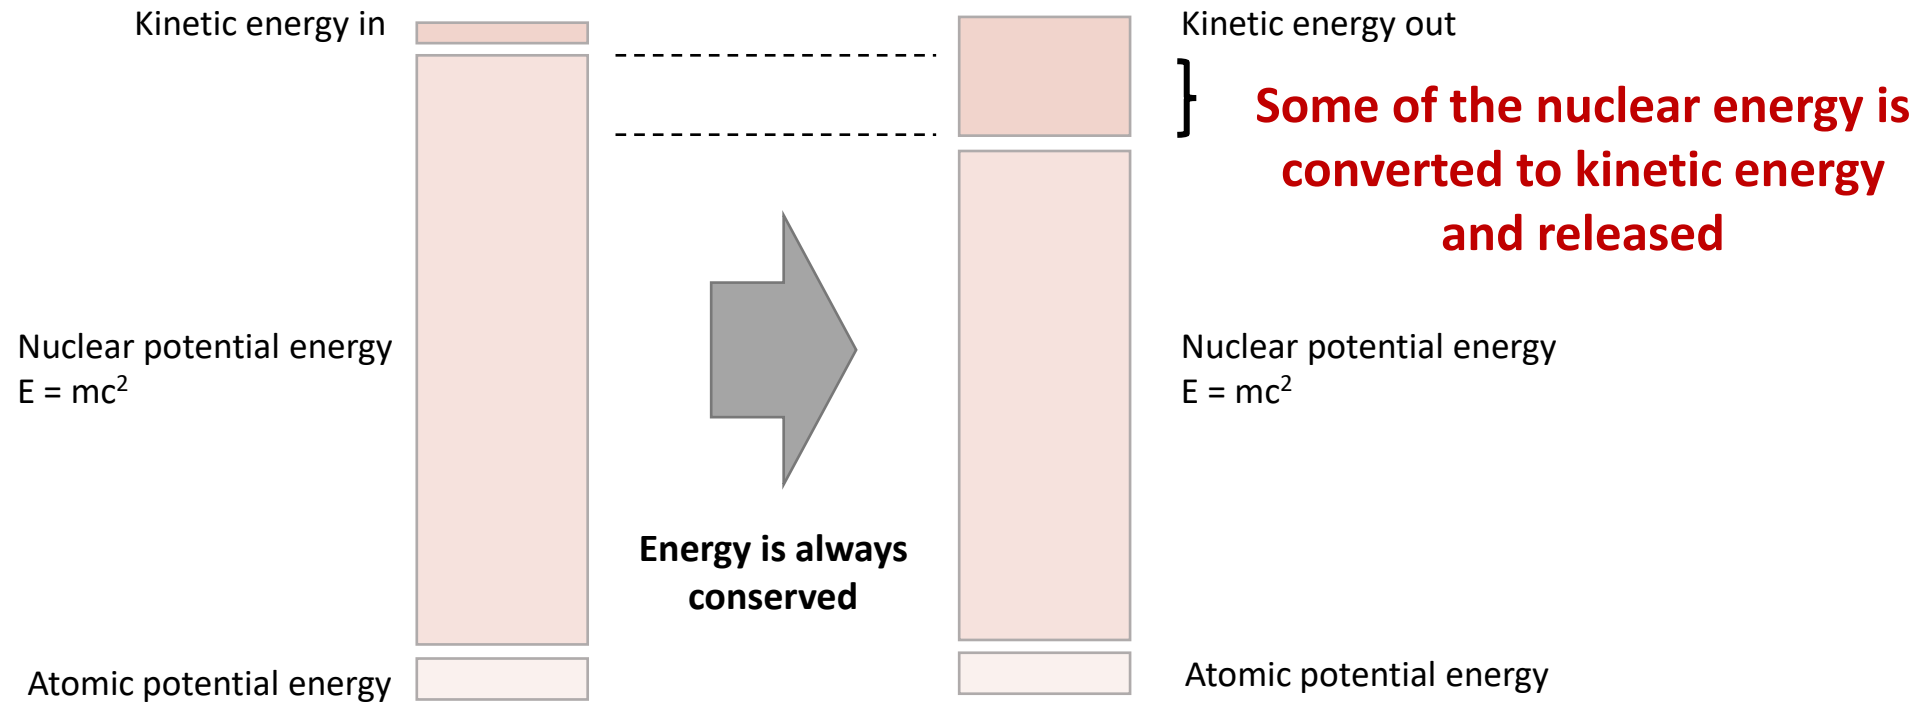 Kinetic energy in
Kinetic energy out
Some of the nuclear energy is
converted to kinetic energy
and released
Nuclear potential energy
E = mc²
Nuclear potential energy
E = mc²
Energy is always
conserved
Atomic potential energy
Atomic potential energy